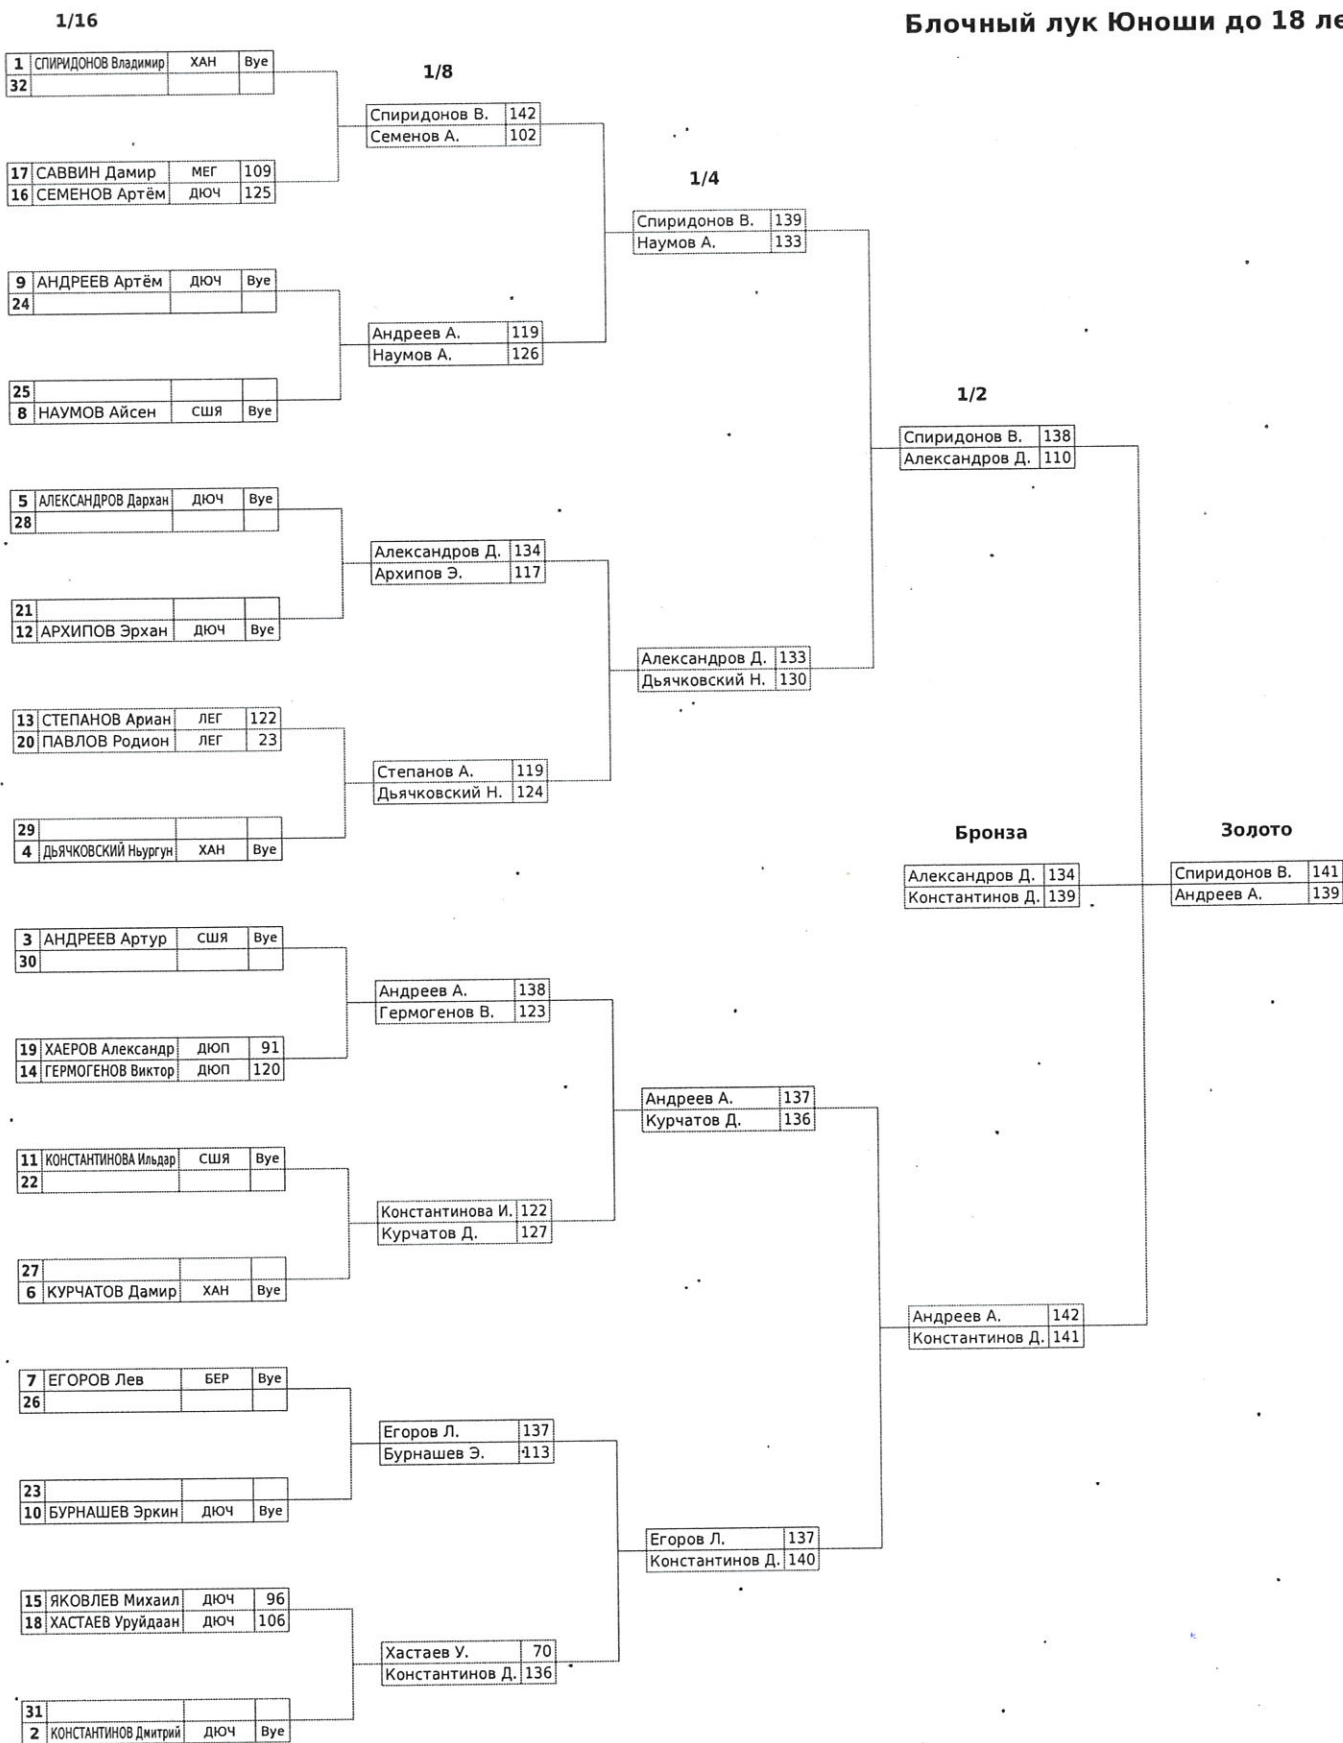 1/16
Блочный лук Юноши до 18 ле
1 СПИРИДОНОВ Владимир ХАН Bye
32
17 САВВИН Дамир МЕГ 109
16 СЕМЕНОВ Артём ДЮЧ 125
9 АНДРЕЕВ Артём ДЮЧ Bye
24
25
8 НАУМОВ Айсен СШЯ Bye
5 АЛЕКСАНДРОВ Дархан ДЮЧ Bye
28
21
12 АРХИПОВ Эрхан ДЮЧ Bye
13 СТЕПАНОВ Ариан ЛЕГ 122
20 ПАВЛОВ Родион ЛЕГ 23
29
4 ДЬЯЧКОВСКИЙ Ньургун ХАН Bye
3 АНДРЕЕВ Артур СШЯ Bye
30
19 ХАЕРОВ Александр ДЮП 91
14 ГЕРМОГЕНОВ Виктор ДЮП 120
11 КОНСТАНТИНОВА Ильдар СШЯ Bye
22
27
6 КУРЧАТОВ Дамир ХАН Bye
7 ЕГОРОВ Лев БЕР Bye
26
23
10 БУРНАШЕВ Эркин ДЮЧ Bye
15 ЯКОВЛЕВ Михаил ДЮЧ 96
18 ХАСТАЕВ Уруйдаан ДЮЧ 106
31
2 КОНСТАНТИНОВ Дмитрий ДЮЧ Bye
1/8
Спиридонов В. 142
Семенов А. 102
Андреев А. 119
Наумов А. 126
Александров Д. 134
Архипов Э. 117
Степанов А. 119
Дьячковский Н. 124
Андреев А. 138
Гермогенов В. 123
Константинова И. 122
Курчатов Д. 127
Егоров Л. 137
Бурнашев Э. 113
Хастаев У. 70
Константинов Д. 136
1/4
Спиридонов В. 139
Наумов А. 133
Александров Д. 133
Дьячковский Н. 130
Андреев А. 137
Курчатов Д. 136
Егоров Л. 137
Константинов Д. 140
1/2
Спиридонов В. 138
Александров Д. 110
Андреев А. 142
Константинов Д. 141
Бронза
Александров Д. 134
Константинов Д. 139
Золото
Спиридонов В. 141
Андреев А. 139